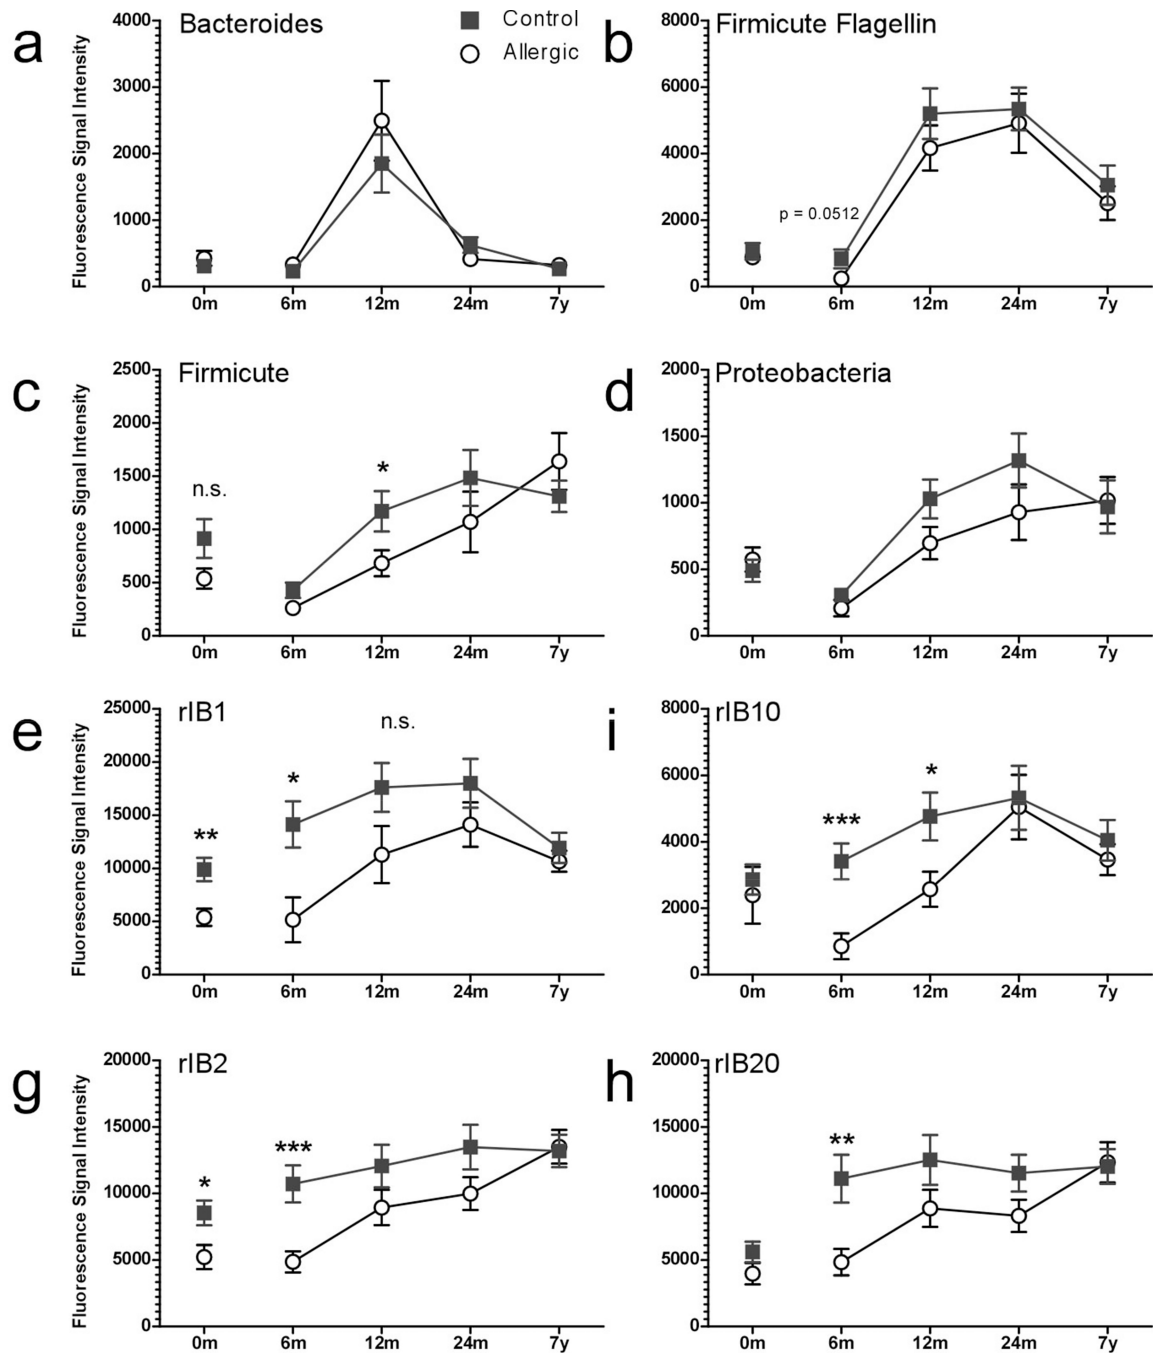 a
Bacteroides
Control
Allergic
Fluorescence Signal Intensity
4000
3000
2000
1000
0
0m 6m 12m 24m 7y
b
Firmicute Flagellin
8000
6000
4000
2000
0
p = 0.0512
0m 6m 12m 24m 7y
c
Firmicute
Fluorescence Signal Intensity
2500
2000
1500
1000
500
0
n.s.
*
0m 6m 12m 24m 7y
d
Proteobacteria
2000
1500
1000
500
0
0m 6m 12m 24m 7y
e
rIB1
Fluorescence Signal Intensity
25000
20000
15000
10000
5000
0
n.s.
*
**
0m 6m 12m 24m 7y
i
rIB10
8000
6000
4000
2000
0
*
***
0m 6m 12m 24m 7y
g
rIB2
Fluorescence Signal Intensity
20000
15000
10000
5000
0
***
*
0m 6m 12m 24m 7y
h
rIB20
20000
15000
10000
5000
0
**
0m 6m 12m 24m 7y